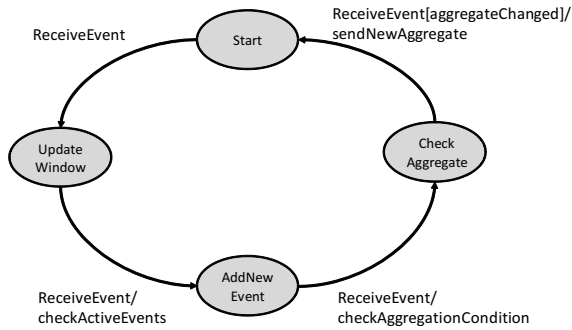 ReceiveEvent
Start
ReceiveEvent[aggregateChanged]/
sendNewAggregate
Update
Window
Check
Aggregate
AddNew
Event
ReceiveEvent/
checkActiveEvents
ReceiveEvent/
checkAggregationCondition